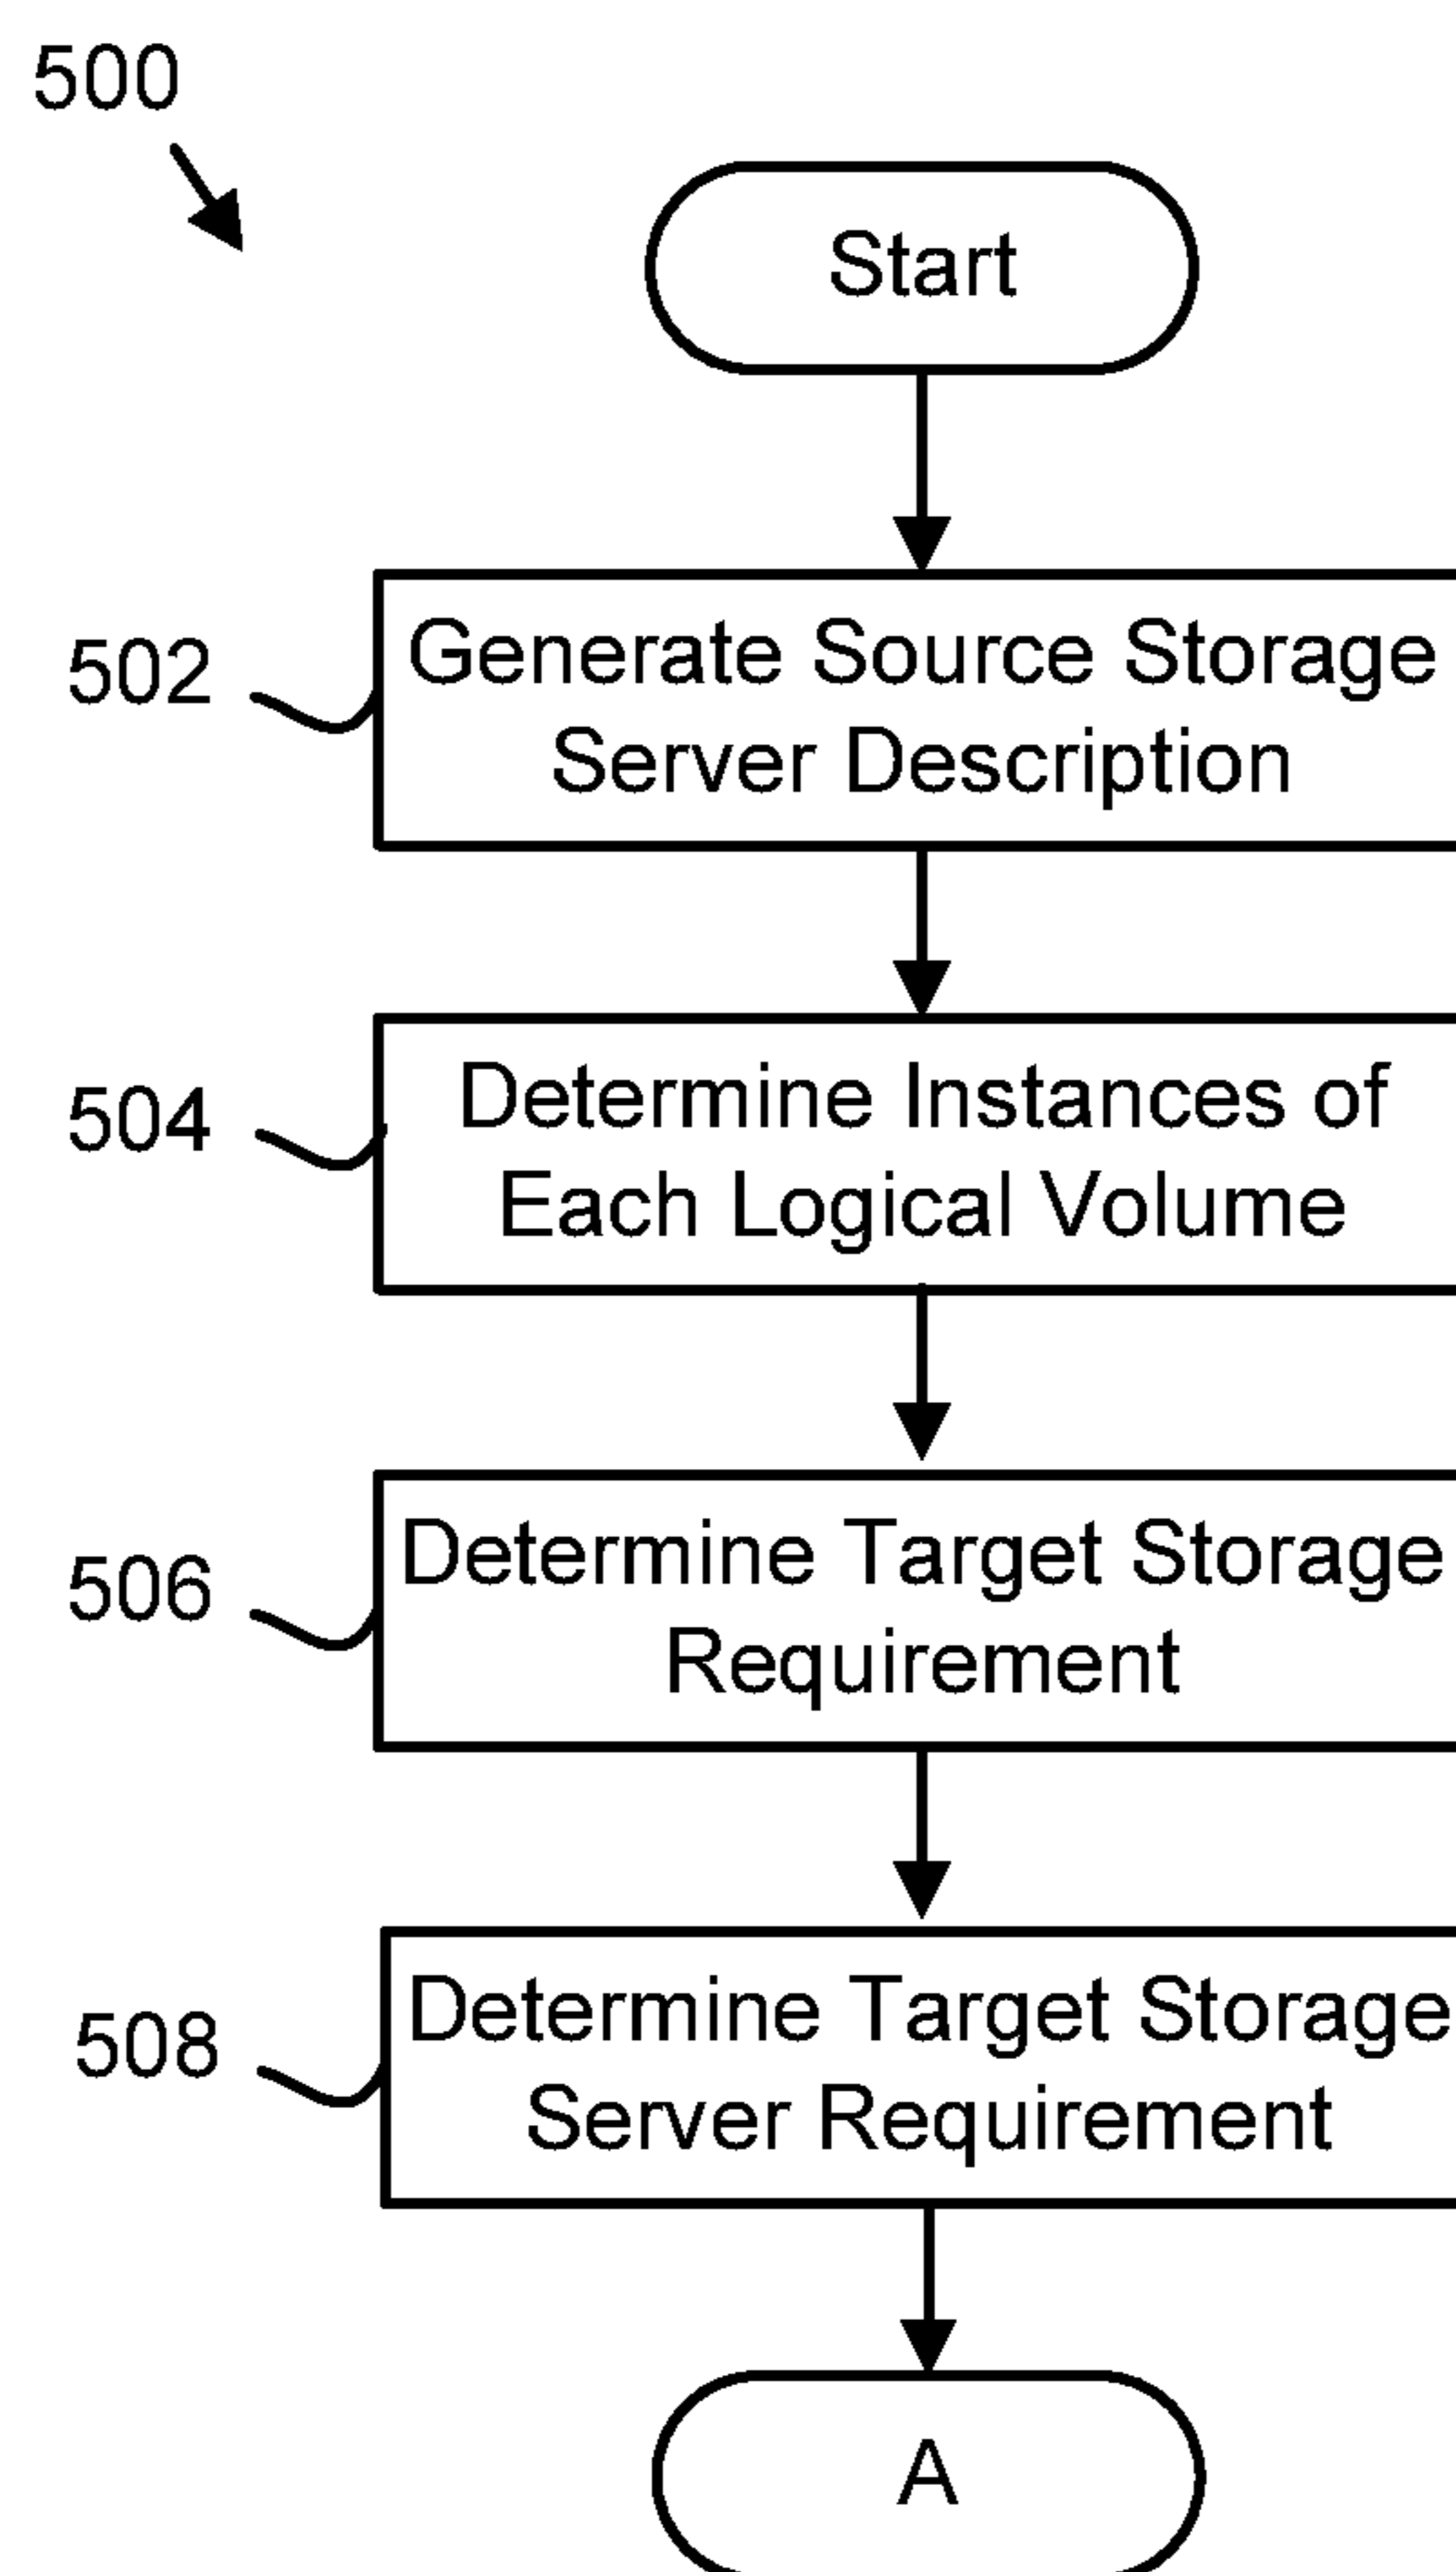 500
Start
502
Generate Source Storage
Server Description
504
Determine Instances of
Each Logical Volume
506
Determine Target Storage
Requirement
508
Determine Target Storage
Server Requirement
A